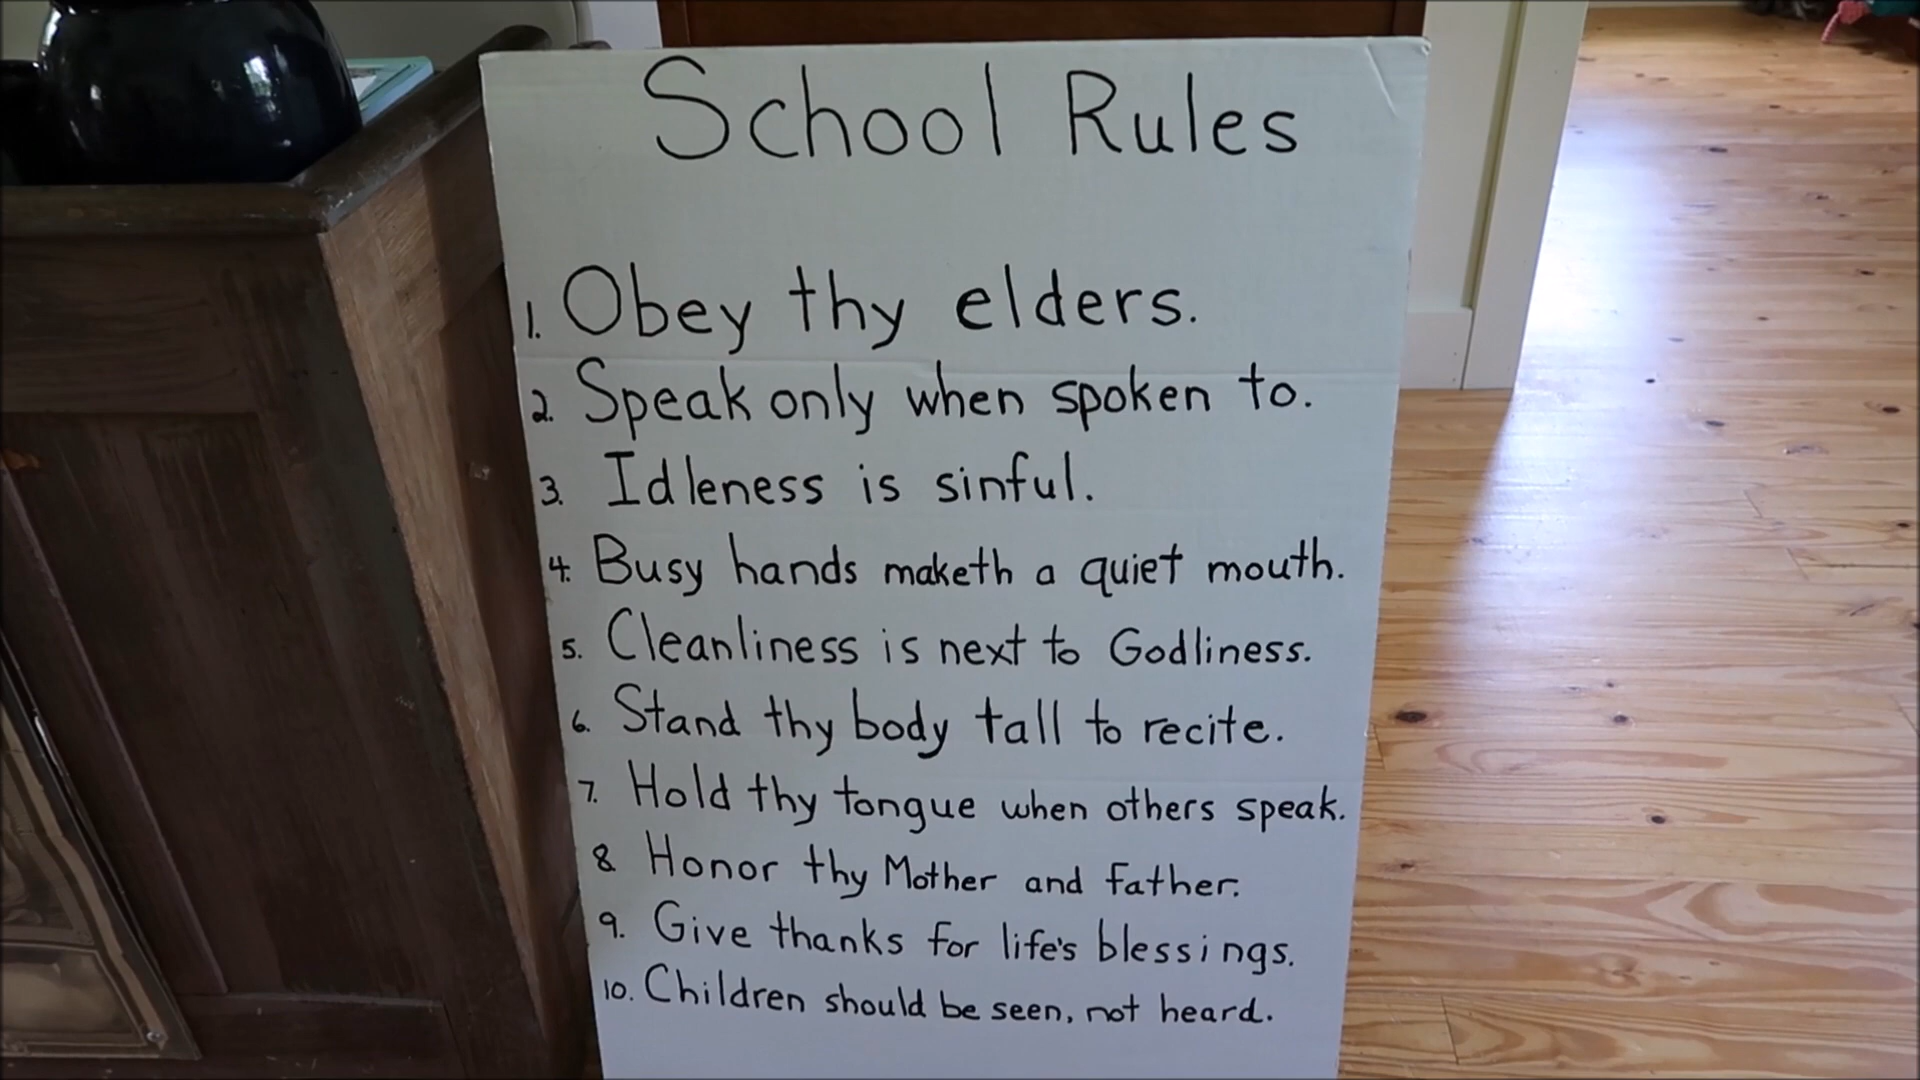 School Rules
1. Obey thy elders.
2. Speak only when spoken to.
3. Idleness is sinful.
4. Busy hands maketh a quiet mouth.
5. Cleanliness is next to Godliness.
6. Stand thy body tall to recite.
7. Hold thy tongue when others speak.
8 Honor thy Mother and Father.
9. Give thanks for life's blessings.
10. Children should be seen, not heard.